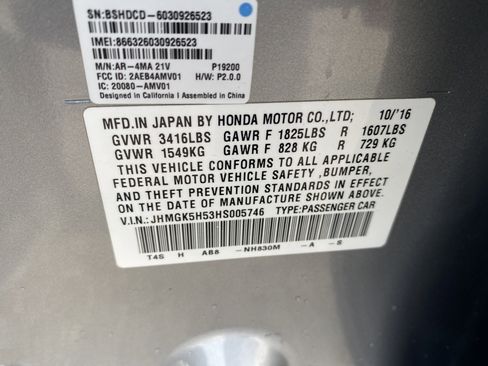 SN:BSHDCD-6030926523
IMEI:866326030926523
M/N:AR-4MA 21V P19200
FCC ID: 2AEB4AMV01 H/W: P2.0.0
IC: 20080-AMV01
Designed in California I Assembled in China
MFD. IN JAPAN BY HONDA MOTOR CO.,LTD; 10/'16
GVWR 3416LBS GAWR F 1825LBS R 1607LBS
GVWR 1549KG GAWR F 828 KG R 729 KG
THIS VEHICLE CONFORMS TO ALL APPLICABLE
FEDERAL MOTOR VEHICLE SAFETY ,BUMPER,
AND THEFT PREVENTION STANDARDS IN EFFECT
ON THE DATE OF MANUFACTURE SHOWN ABOVE.
V.I.N.: JHMGK5H53HS005746 TYPE:PASSENGER CAR
T4S H AB8 -NH830M -A -S